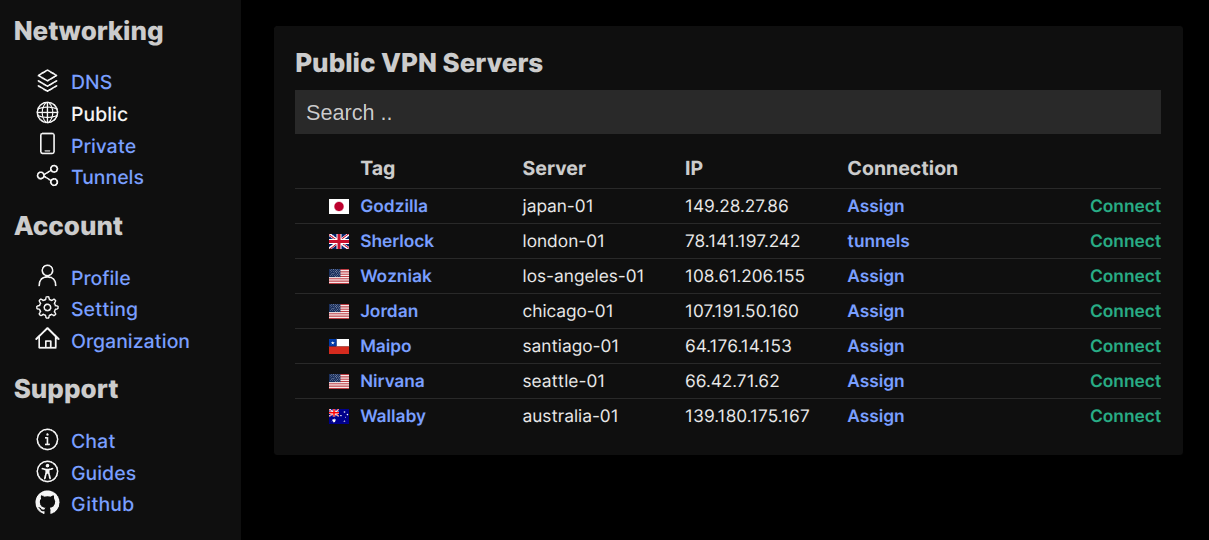 Networking
DNS
Public
Private
Tunnels
Account
Profile
Setting
Organization
Support
Chat
Guides
Github
Public VPN Servers
Search ..
Tag Server IP Connection
Godzilla japan-01 149.28.27.86 Assign Connect
Sherlock london-01 78.141.197.242 tunnels Connect
Wozniak los-angeles-01 108.61.206.155 Assign Connect
Jordan chicago-01 107.191.50.160 Assign Connect
Maipo santiago-01 64.176.14.153 Assign Connect
Nirvana seattle-01 66.42.71.62 Assign Connect
Wallaby australia-01 139.180.175.167 Assign Connect